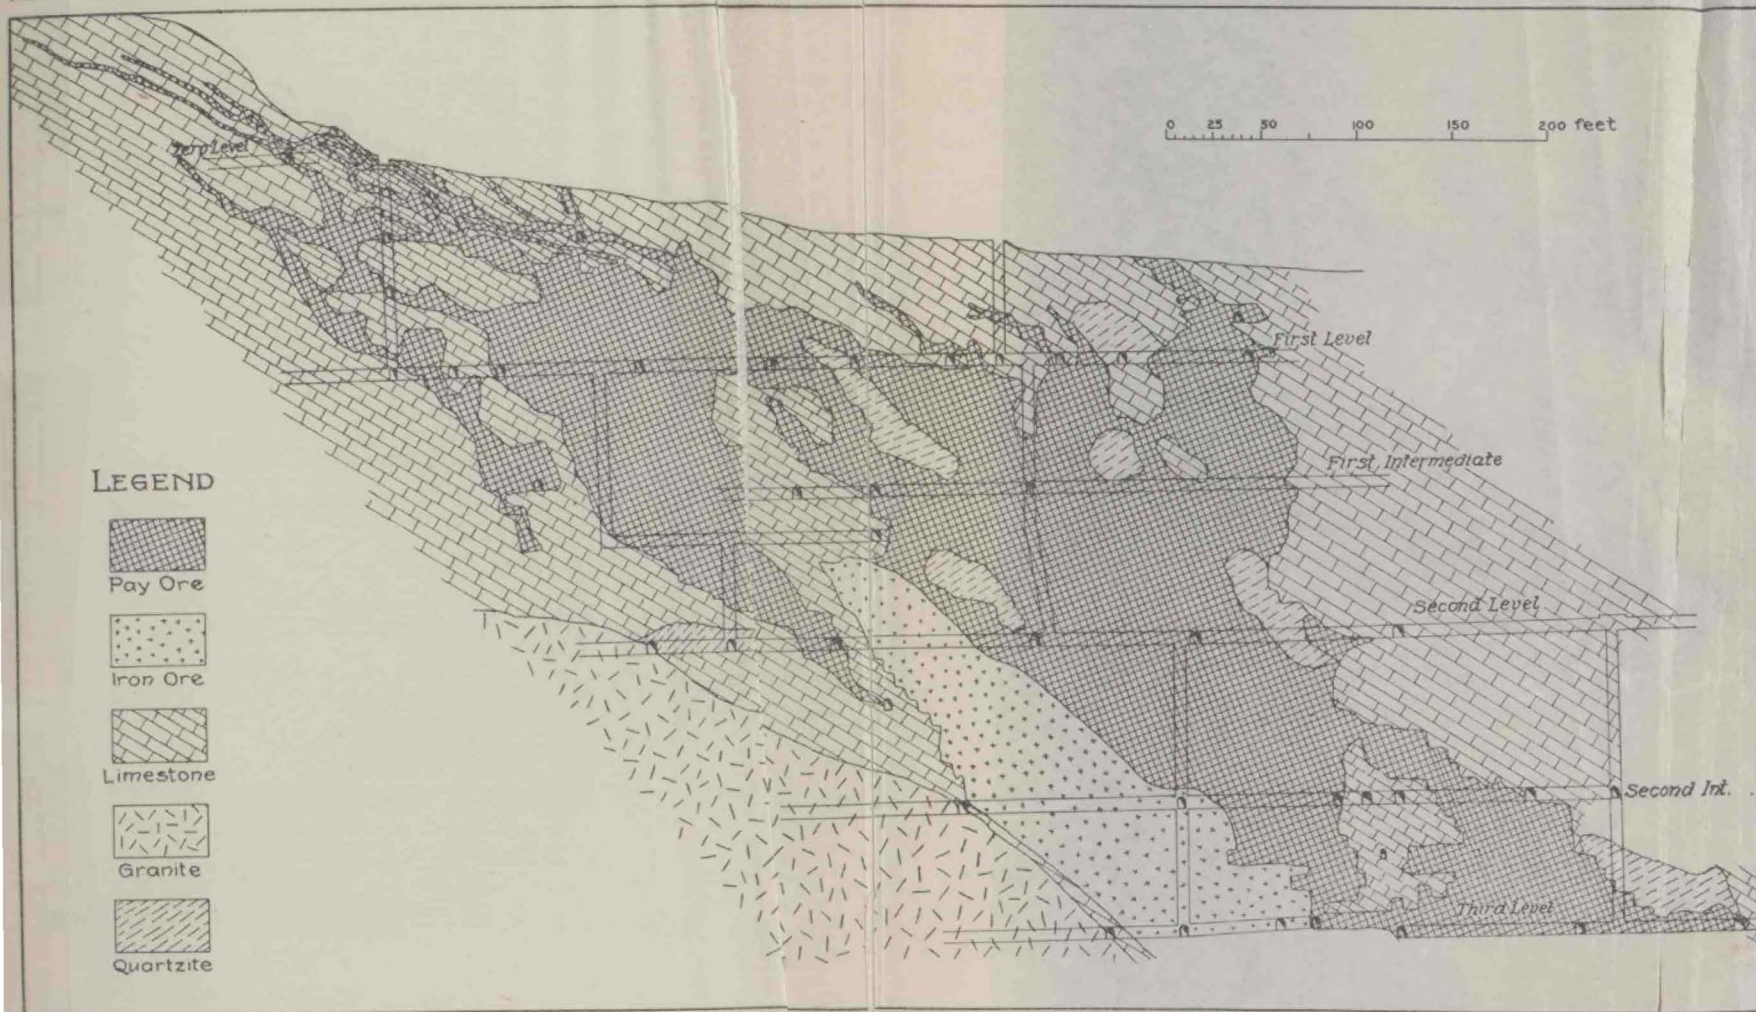 0 25 50 100 150 200 feet
Zero Level
First Level
First Intermediate
LEGEND
Pay Ore
Second Level
Iron Ore
Limestone
Second Int.
Granite
Third Level
Quartzite